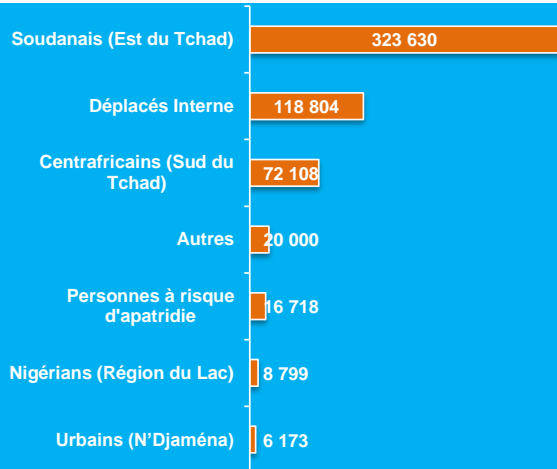 Soudanais (Est du Tchad)
323 630
Déplacés Interne
118 804
Centrafricains (Sud du
Tchad)
72 108
Autres
20 000
Personnes à risque
d'apatridie
16 718
Nigérians (Région du Lac)
8 799
Urbains (N’Djaména)
6 173